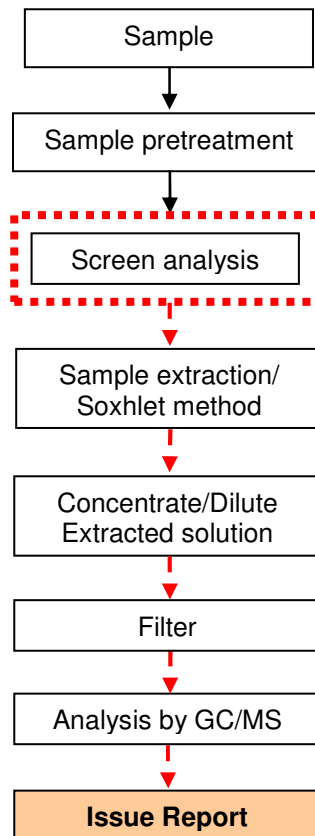 Sample
Sample pretreatment
Screen analysis
Sample extraction/
Soxhlet method
Concentrate/Dilute
Extracted solution
Filter
Analysis by GC/MS
Issue Report